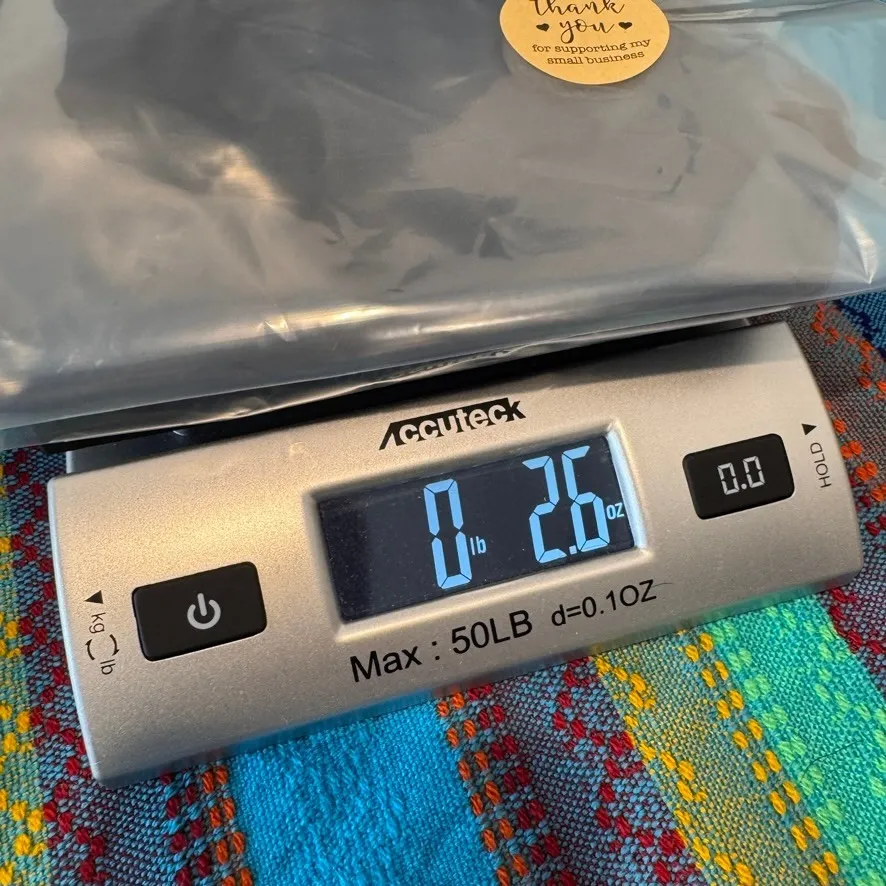 thank
you
for supporting my
small business
Accuteck
0 lb 2.6 oz
0.0
HOLD
kg lb
Max : 50LB d=0.1OZ